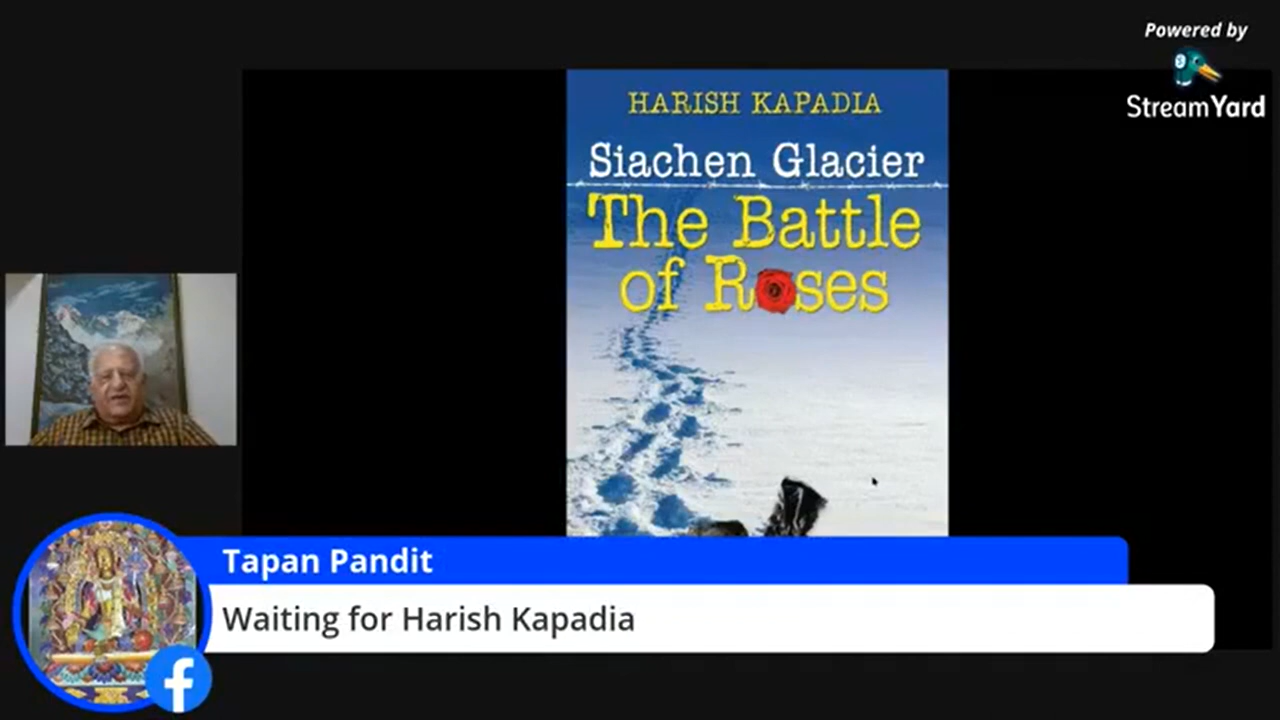 Powered by
StreamYard
HARISH KAPADIA
Siachen Glacier
The Battle
of Roses
Tapan Pandit
Waiting for Harish Kapadia